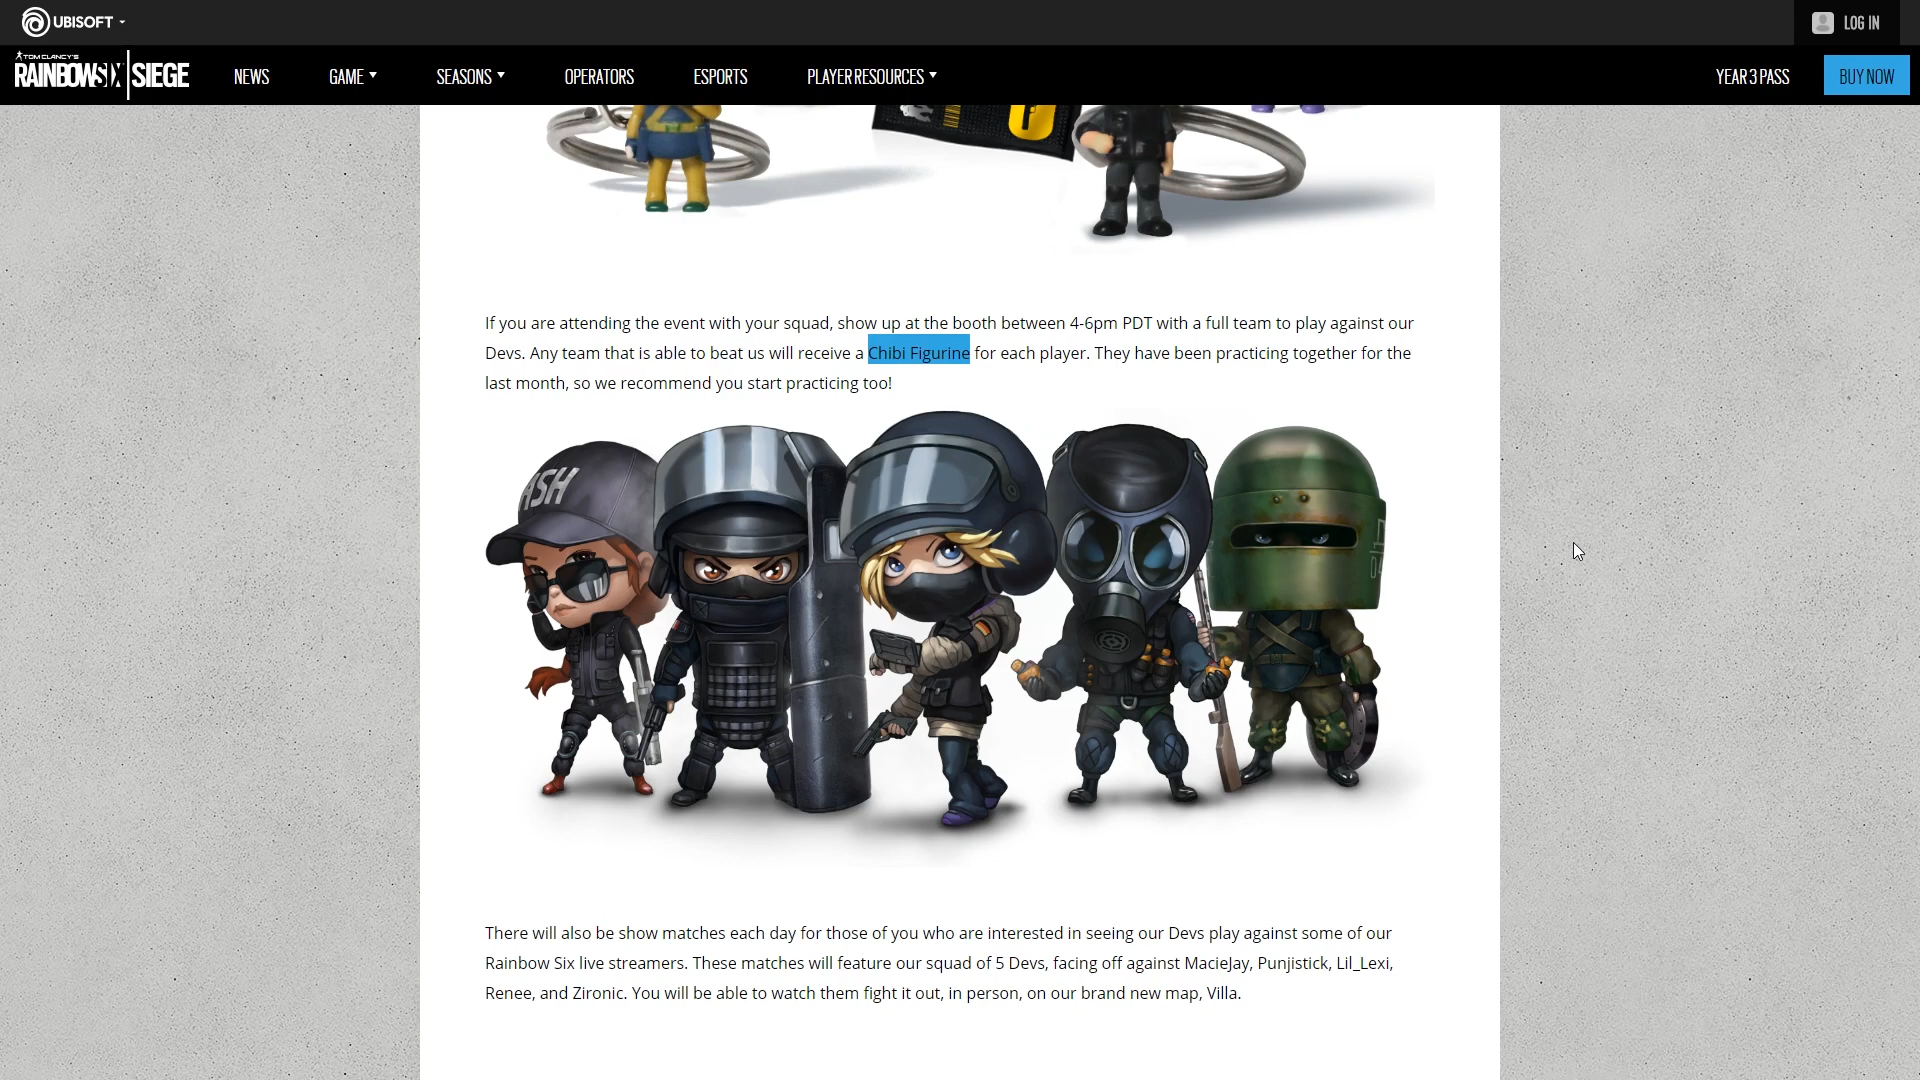 UBISOFT
LOG IN
TOM CLANCY'S
RAINBOW SIX | SIEGE
NEWS
GAME
SEASONS
OPERATORS
ESPORTS
PLAYER RESOURCES
YEAR 3 PASS
BUY NOW
If you are attending the event with your squad, show up at the booth between 4-6pm PDT with a full team to play against our
Devs. Any team that is able to beat us will receive a Chibi Figurine for each player. They have been practicing together for the
last month, so we recommend you start practicing too!
ASH
There will also be show matches each day for those of you who are interested in seeing our Devs play against some of our
Rainbow Six live streamers. These matches will feature our squad of 5 Devs, facing off against MacieJay, Punjistick, Lil_Lexi,
Renee, and Zironic. You will be able to watch them fight it out, in person, on our brand new map, Villa.